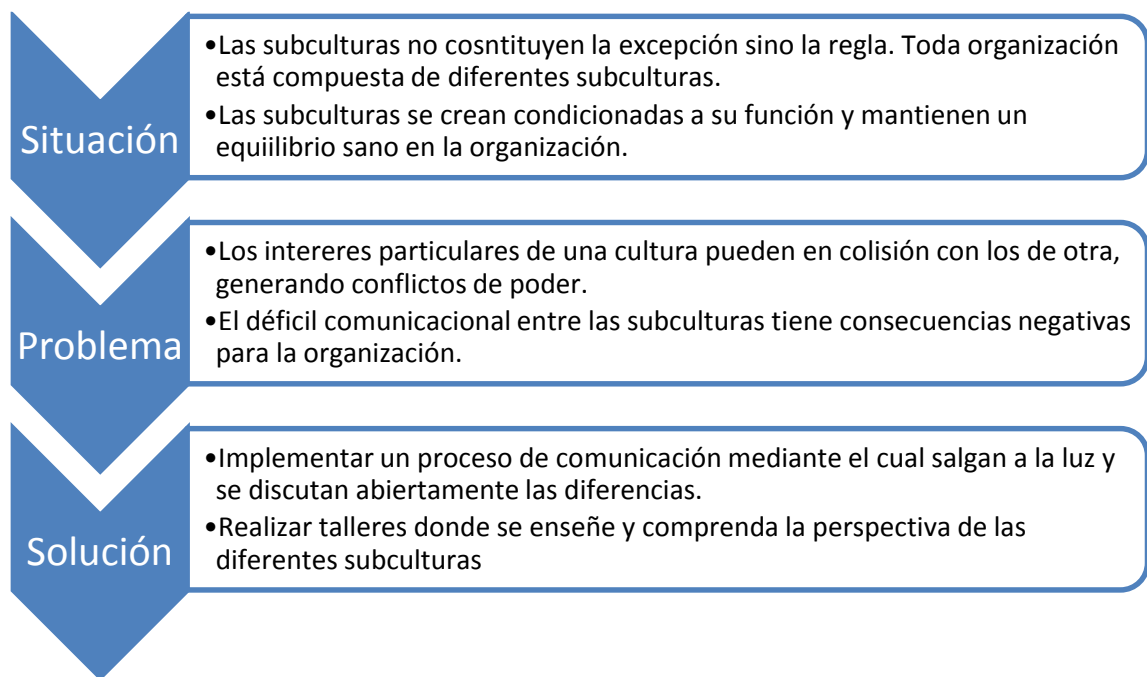 Situación
•Las subculturas no cosntituyen la excepción sino la regla. Toda organización
está compuesta de diferentes subculturas.
•Las subculturas se crean condicionadas a su función y mantienen un
equiilibrio sano en la organización.
Problema
•Los intereres particulares de una cultura pueden en colisión con los de otra,
generando conflictos de poder.
•El déficil comunicacional entre las subculturas tiene consecuencias negativas
para la organización.
Solución
•Implementar un proceso de comunicación mediante el cual salgan a la luz y
se discutan abiertamente las diferencias.
•Realizar talleres donde se enseñe y comprenda la perspectiva de las
diferentes subculturas